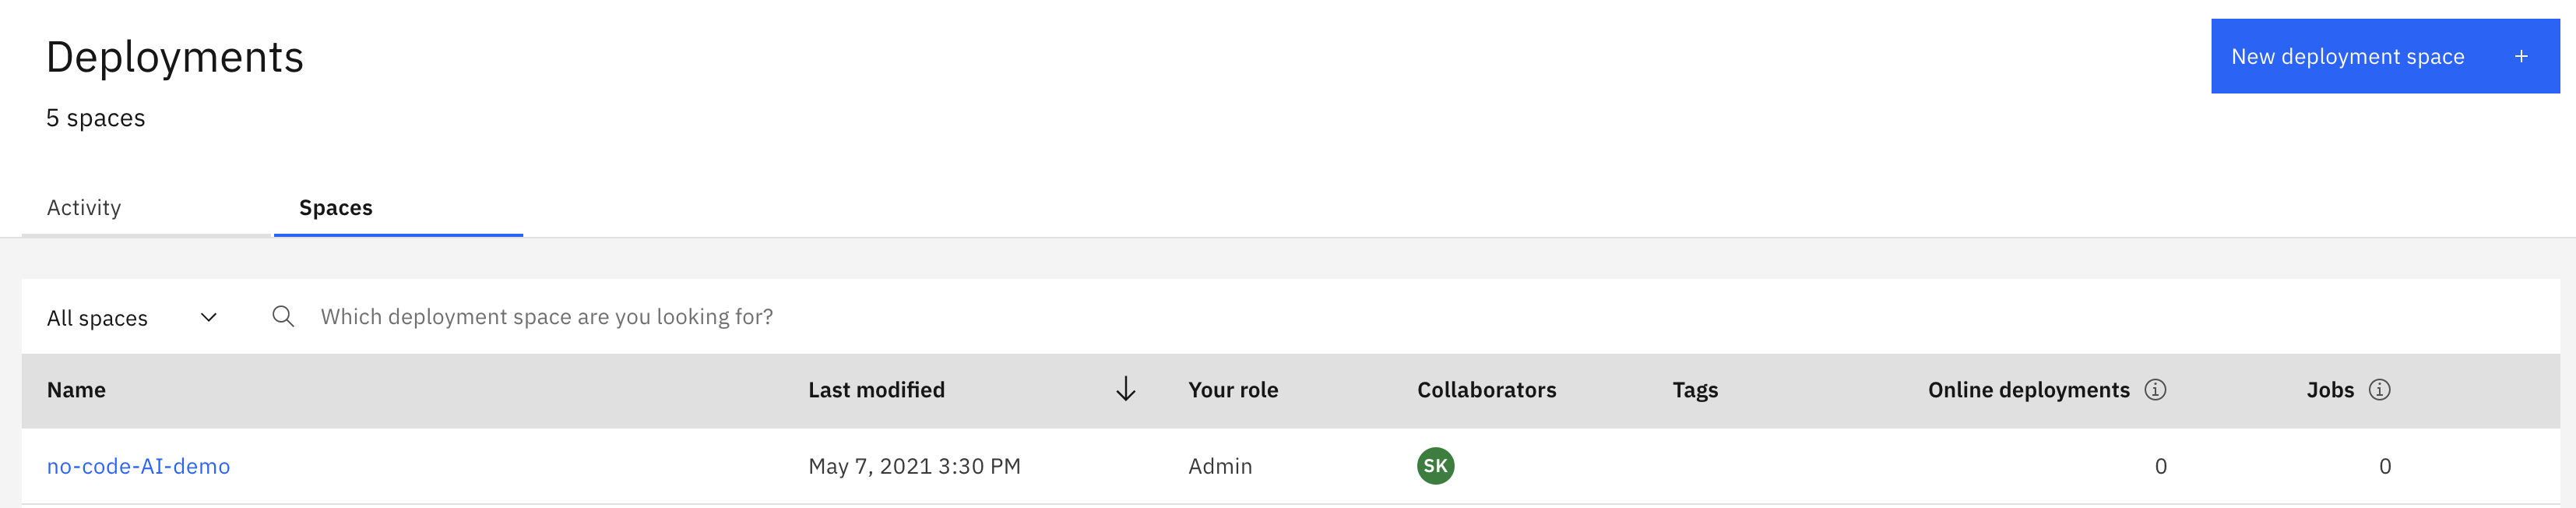 Deployments
New deployment space +
5 spaces
Activity Spaces
All spaces Which deployment space are you looking for?
Name Last modified Your role Collaborators Tags Online deployments Jobs
no-code-AI-demo May 7, 2021 3:30 PM Admin SK 0 0